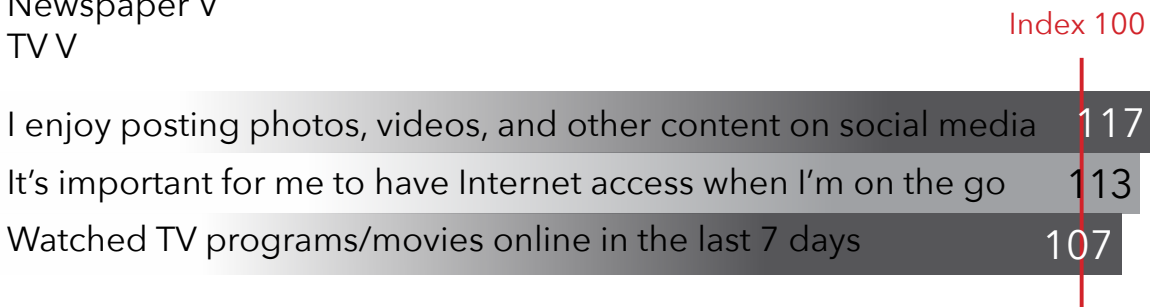 Newspaper V
TV V
Index 100
I enjoy posting photos, videos, and other content on social media 117
It’s important for me to have Internet access when I’m on the go 113
Watched TV programs/movies online in the last 7 days 107